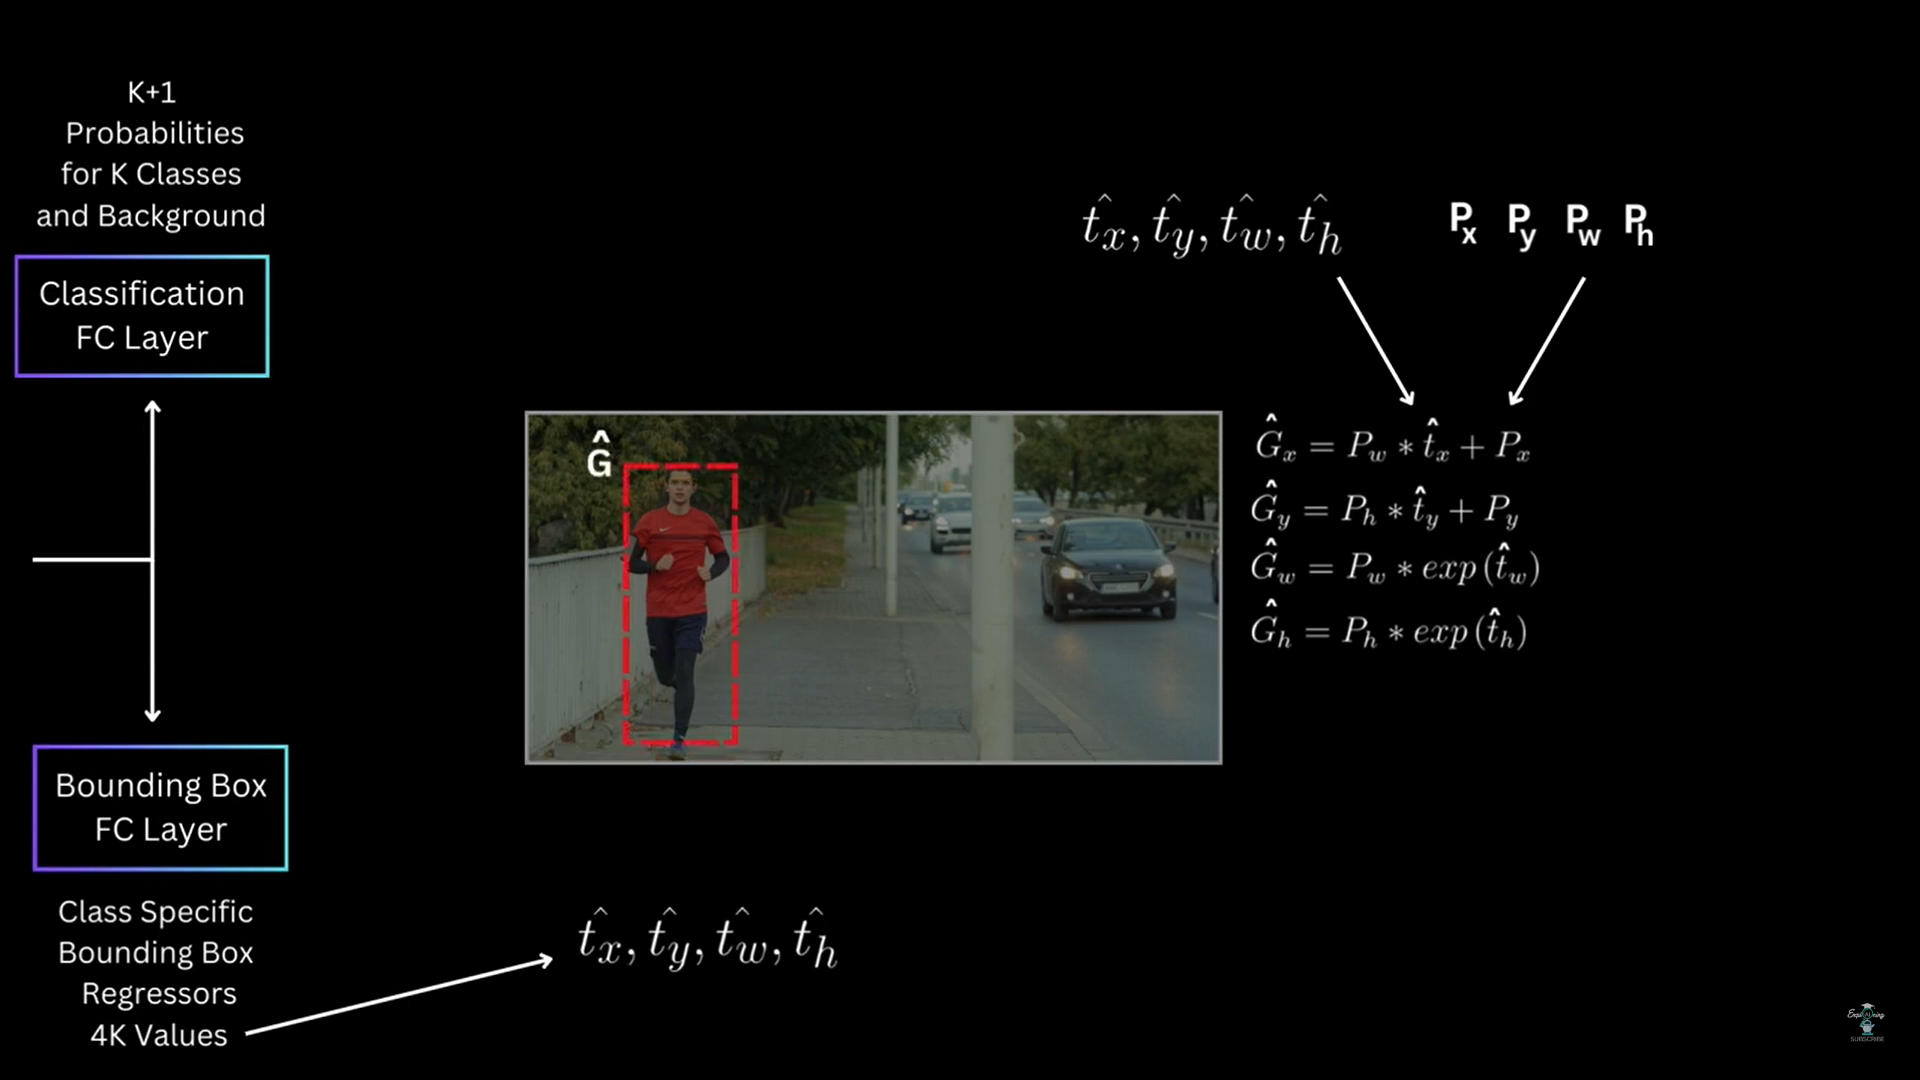 K+1
Probabilities
for K Classes
and Background
Classification
FC Layer
Bounding Box
FC Layer
Class Specific
Bounding Box
Regressors
4K Values
Ĝ
t̂x, t̂y, t̂w, t̂h
t̂x, t̂y, t̂w, t̂h
Px Py Pw Ph
Ĝx = Pw * t̂x + Px
Ĝy = Ph * t̂y + Py
Ĝw = Pw * exp(t̂w)
Ĝh = Ph * exp(t̂h)
SUBSCRIBE